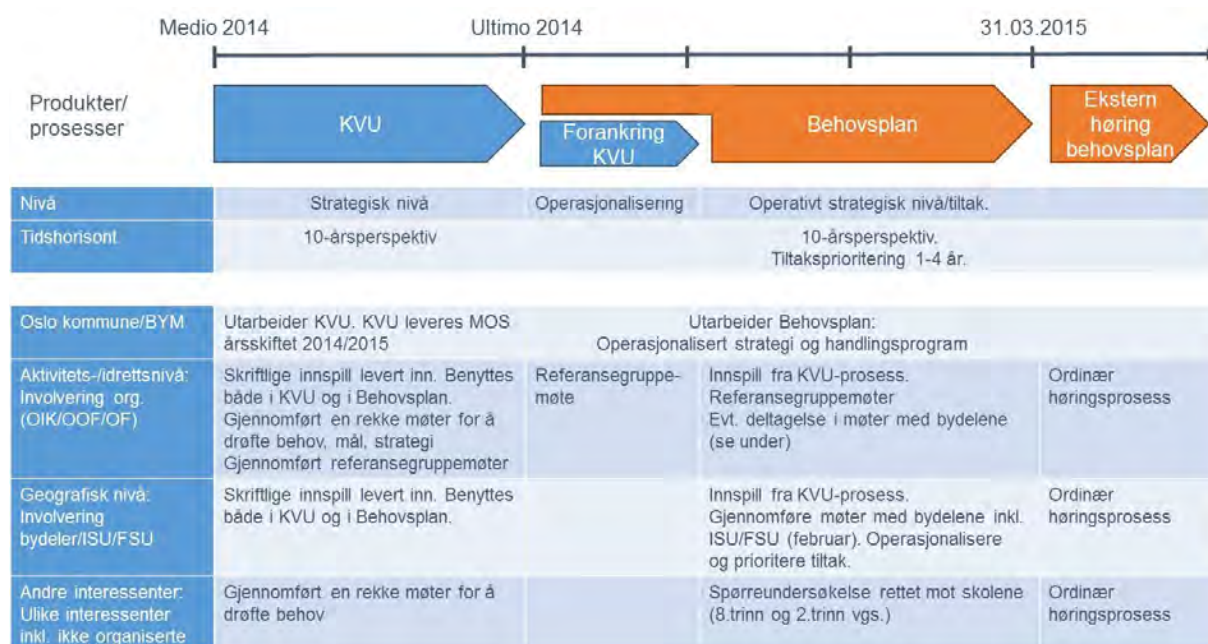 Medio 2014
Ultimo 2014
31.03.2015
Produkter/
prosesser
KVU
Forankring
KVU
Behovsplan
Ekstern
høring
behovsplan
Nivå
Strategisk nivå
Operasjonalisering
Operativt strategisk nivå/tiltak.
Tidshorisont
10-årsperspektiv
10-årsperspektiv.
Tiltaksprioritering 1-4 år.
Oslo kommune/BYM
Utarbeider KVU. KVU leveres MOS
årsskiftet 2014/2015
Utarbeider Behovsplan:
Operasjonalisert strategi og handlingsprogram
Aktivitets-/idrettsnivå:
Involvering org.
(OIK/OOF/OF)
Skriftlige innspill levert inn. Benyttes
både i KVU og i Behovsplan.
Gjennomført en rekke møter for å
drøfte behov, mål, strategi
Gjennomført referansegruppemøter
Referansegruppe-
møte
Innspill fra KVU-prosess.
Referansegruppemøter
Evt. deltagelse i møter med bydelene
(se under)
Ordinær
høringsprosess
Geografisk nivå:
Involvering
bydeler/ISU/FSU
Skriftlige innspill levert inn. Benyttes
både i KVU og i Behovsplan.
Innspill fra KVU-prosess.
Gjennomføre møter med bydelene inkl.
ISU/FSU (februar). Operasjonalisere
og prioritere tiltak.
Ordinær
høringsprosess
Andre interessenter:
Ulike interessenter
inkl. ikke organiserte
Gjennomført en rekke møter for å
drøfte behov
Spørreundersøkelse rettet mot skolene
(8.trinn og 2.trinn vgs.)
Ordinær
høringsprosess